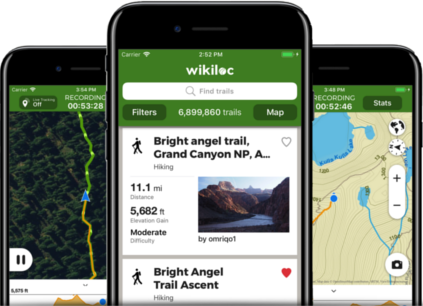 3:54 PM
Live Tracking
Off
RECORDING
00:53:28
5,075 ft
Carrier
2:52 PM
wikiloc
Find trails
Filters
6,899,860 trails
Map
Bright angel trail,
Grand Canyon NP, A...
Hiking
11.1 mi
Distance
5,682 ft
Elevation Gain
Moderate
Difficulty
by omriqo1
Bright Angel
Trail Ascent
Hiking
Carrier
3:48 PM
RECORDING
00:52:46
Stats